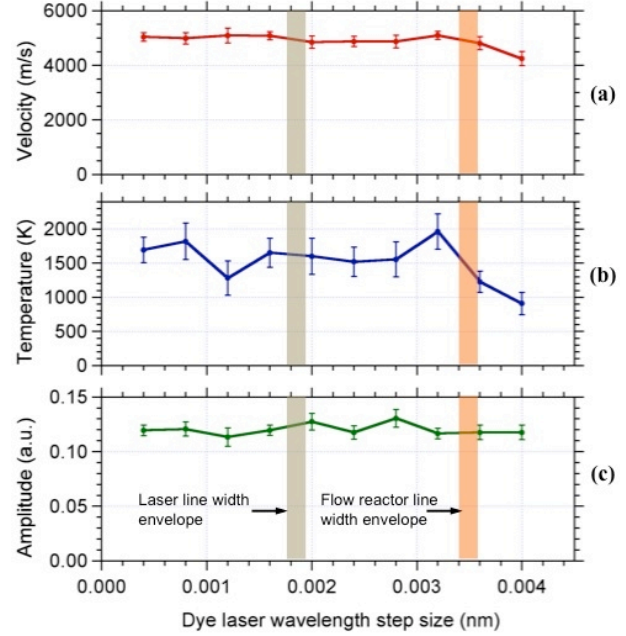 6000
4000
2000
0
Velocity (m/s)
(a)
2000
1500
1000
500
0
Temperature (K)
(b)
0.15
0.10
0.05
0.00
Amplitude (a.u.)
(c)
Laser line width
envelope
Flow reactor line
width envelope
0.000
0.001
0.002
0.003
0.004
Dye laser wavelength step size (nm)